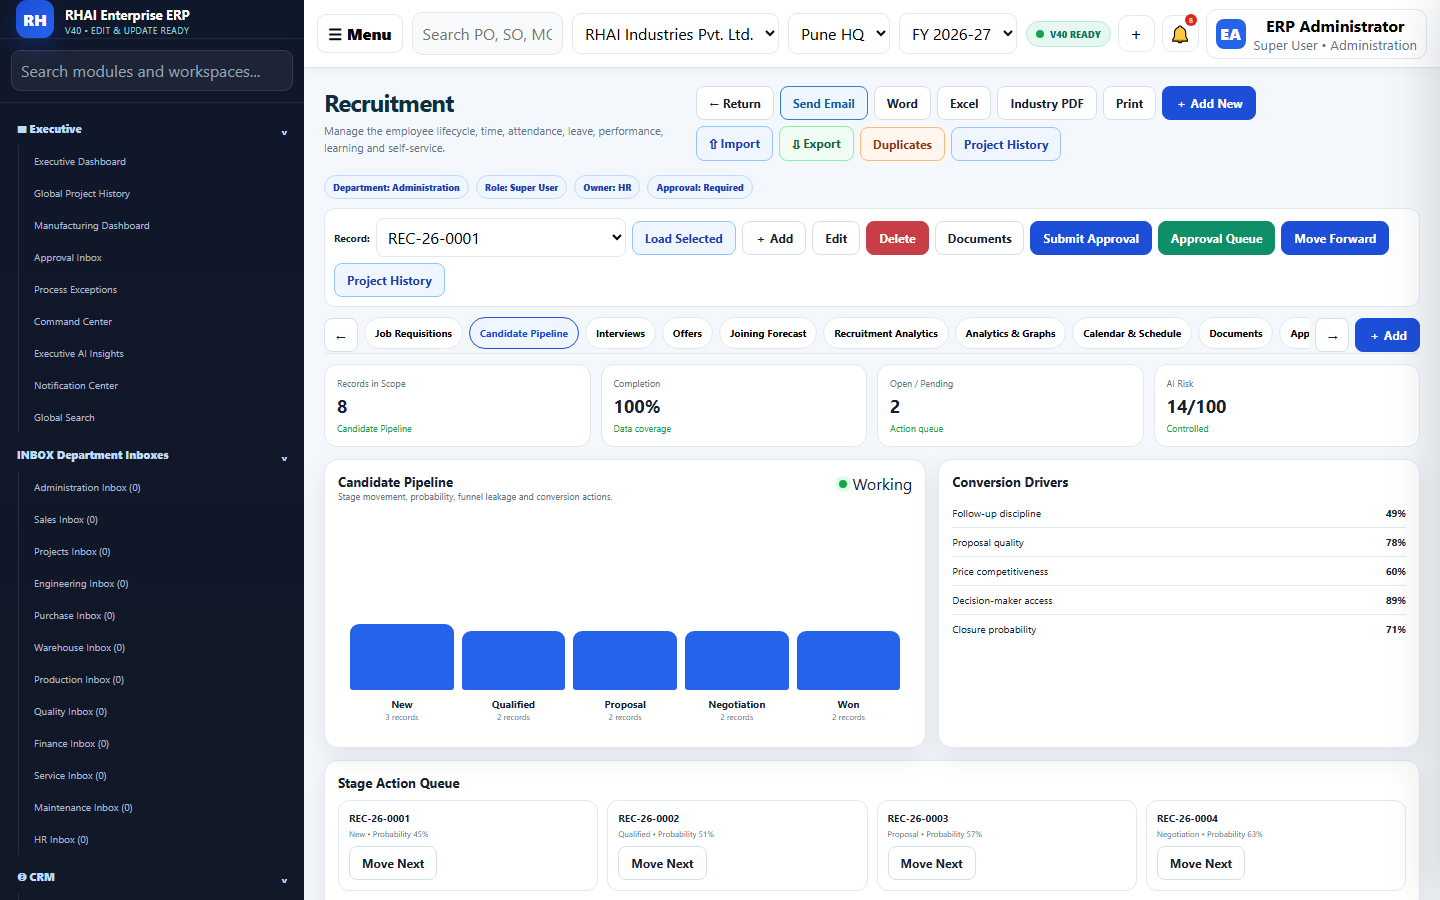 RH
RHAI Enterprise ERP
V40 • EDIT & UPDATE READY
Search modules and workspaces...
Executive
Executive Dashboard
Global Project History
Manufacturing Dashboard
Approval Inbox
Process Exceptions
Command Center
Executive AI Insights
Notification Center
Global Search
INBOX Department Inboxes
Administration Inbox (0)
Sales Inbox (0)
Projects Inbox (0)
Engineering Inbox (0)
Purchase Inbox (0)
Warehouse Inbox (0)
Production Inbox (0)
Quality Inbox (0)
Finance Inbox (0)
Service Inbox (0)
Maintenance Inbox (0)
HR Inbox (0)
CRM
☰ Menu
Search PO, SO, MC
RHAI Industries Pvt. Ltd.
Pune HQ
FY 2026-27
V40 READY
+
8
EA
ERP Administrator
Super User • Administration
Recruitment
Manage the employee lifecycle, time, attendance, leave, performance,
learning and self-service.
← Return
Send Email
Word
Excel
Industry PDF
Print
+ Add New
⇧ Import
⇩ Export
Duplicates
Project History
Department: Administration
Role: Super User
Owner: HR
Approval: Required
Record:
REC-26-0001
Load Selected
+ Add
Edit
Delete
Documents
Submit Approval
Approval Queue
Move Forward
Project History
←
Job Requisitions
Candidate Pipeline
Interviews
Offers
Joining Forecast
Recruitment Analytics
Analytics & Graphs
Calendar & Schedule
Documents
App
→
+ Add
Records in Scope
8
Candidate Pipeline
Completion
100%
Data coverage
Open / Pending
2
Action queue
AI Risk
14/100
Controlled
Candidate Pipeline
Stage movement, probability, funnel leakage and conversion actions.
Working
New
3 records
Qualified
2 records
Proposal
2 records
Negotiation
2 records
Won
2 records
Conversion Drivers
Follow-up discipline 49%
Proposal quality 78%
Price competitiveness 60%
Decision-maker access 89%
Closure probability 71%
Stage Action Queue
REC-26-0001
New • Probability 45%
Move Next
REC-26-0002
Qualified • Probability 51%
Move Next
REC-26-0003
Proposal • Probability 57%
Move Next
REC-26-0004
Negotiation • Probability 63%
Move Next